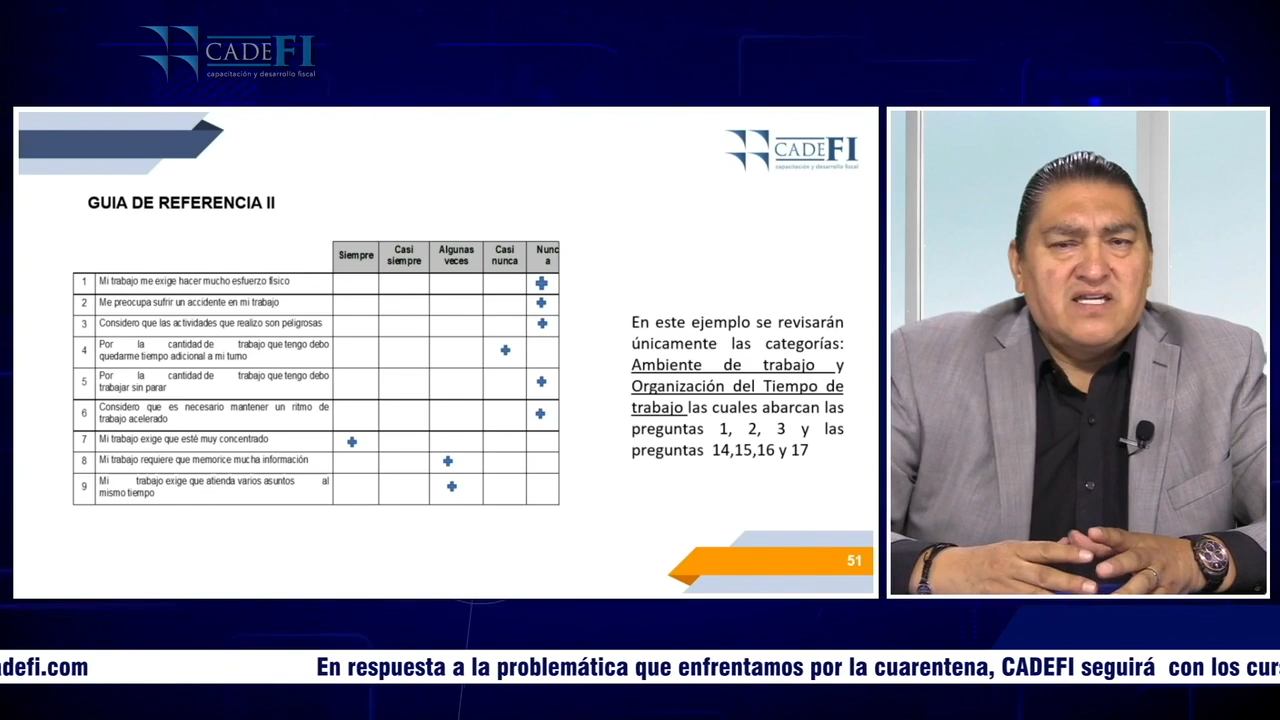 CADEFI
capacitación y desarrollo fiscal
CADEFI
capacitación y desarrollo fiscal
GUIA DE REFERENCIA II
Siempre
Casi
siempre
Algunas
veces
Casi
nunca
Nunc
a
1 Mi trabajo me exige hacer mucho esfuerzo físico
2 Me preocupa sufrir un accidente en mi trabajo
3 Considero que las actividades que realizo son peligrosas
4 Por la cantidad de trabajo que tengo debo
quedarme tiempo adicional a mi turno
5 Por la cantidad de trabajo que tengo debo
trabajar sin parar
6 Considero que es necesario mantener un ritmo de
trabajo acelerado
7 Mi trabajo exige que esté muy concentrado
8 Mi trabajo requiere que memorice mucha información
9 Mi trabajo exige que atienda varios asuntos al
mismo tiempo
En este ejemplo se revisarán
únicamente las categorías:
Ambiente de trabajo y
Organización del Tiempo de
trabajo las cuales abarcan las
preguntas 1, 2, 3 y las
preguntas 14,15,16 y 17
51
adefi.com En respuesta a la problemática que enfrentamos por la cuarentena, CADEFI seguirá con los curs